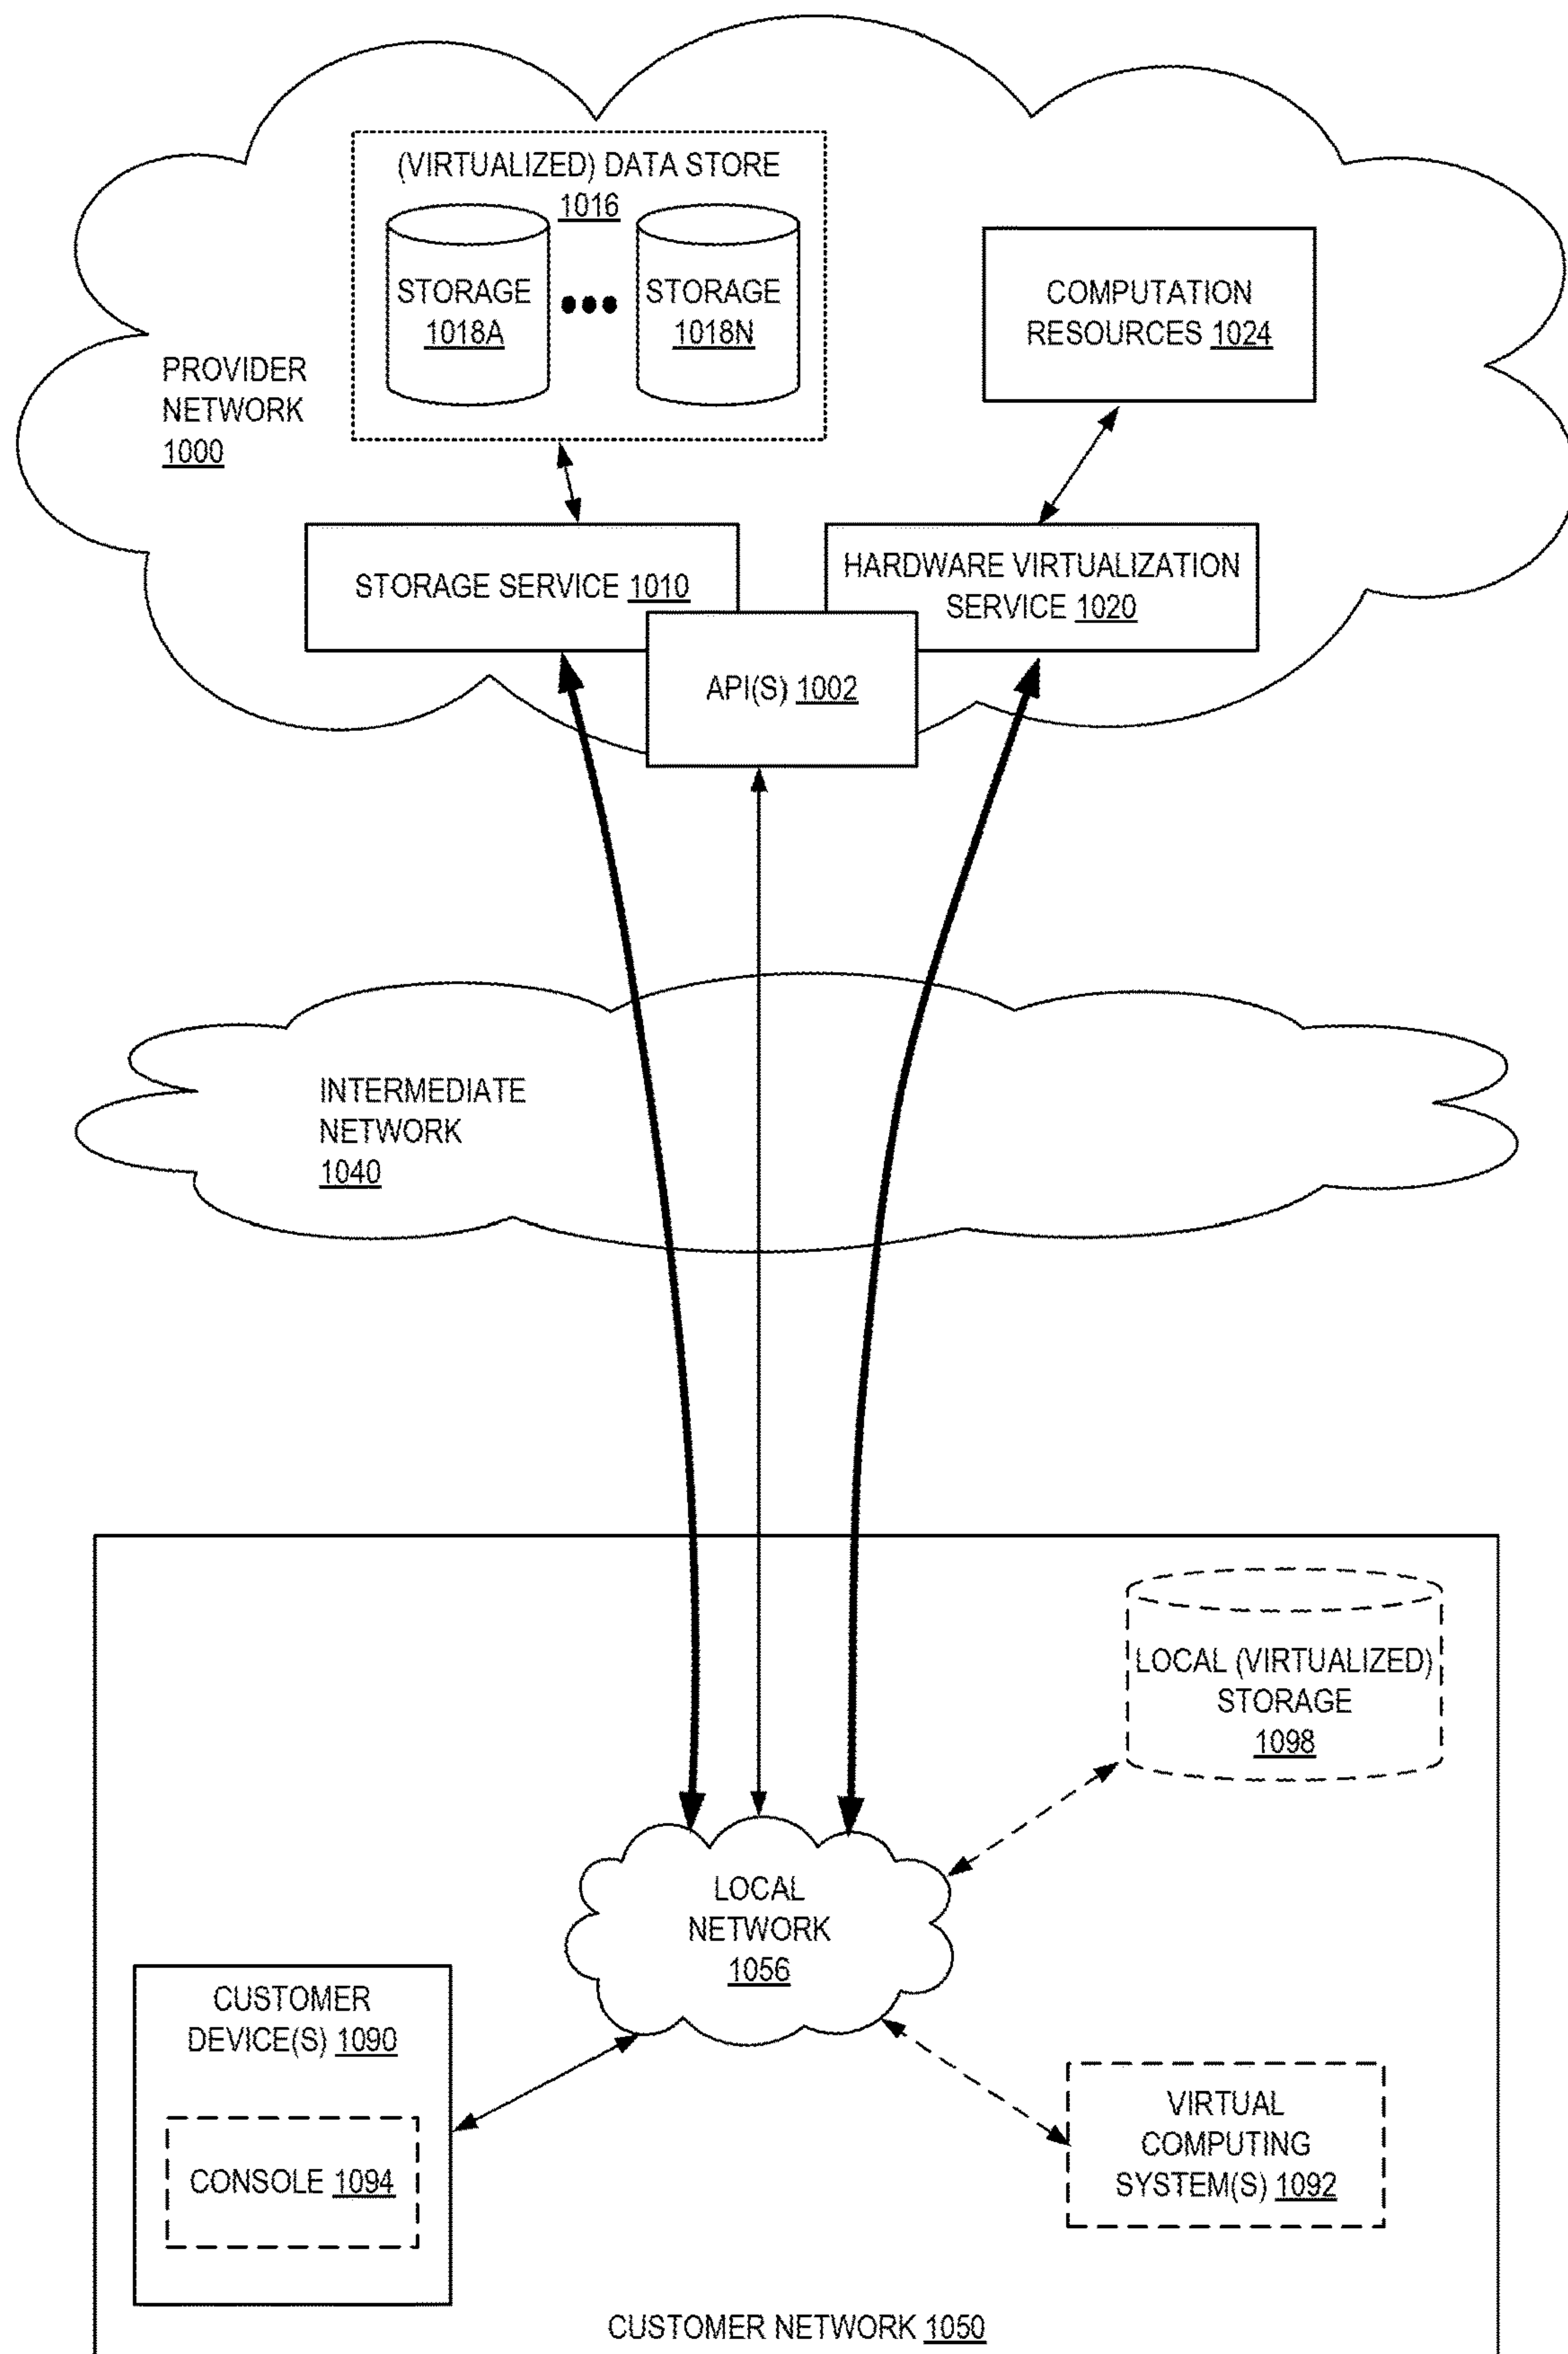 (VIRTUALIZED) DATA STORE
1016
STORAGE
1018A
STORAGE
1018N
COMPUTATION
RESOURCES 1024
PROVIDER
NETWORK
1000
STORAGE SERVICE 1010
HARDWARE VIRTUALIZATION
SERVICE 1020
API(S) 1002
INTERMEDIATE
NETWORK
1040
LOCAL (VIRTUALIZED)
STORAGE
1098
LOCAL
NETWORK
1056
CUSTOMER
DEVICE(S) 1090
CONSOLE 1094
VIRTUAL
COMPUTING
SYSTEM(S) 1092
CUSTOMER NETWORK 1050